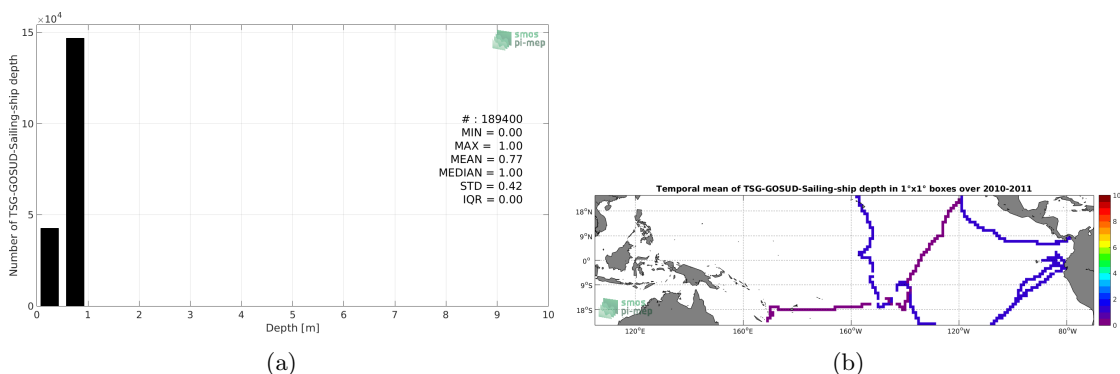 ×10⁴
15
10
5
0
Number of TSG-GOSUD-Sailing-ship depth
smos
pi-mep
# : 189400
MIN = 0.00
MAX = 1.00
MEAN = 0.77
MEDIAN = 1.00
STD = 0.42
IQR = 0.00
0 1 2 3 4 5 6 7 8 9 10
Depth [m]
(a)
Temporal mean of TSG-GOSUD-Sailing-ship depth in 1°x1° boxes over 2010-2011
18°N
9°N
0°
9°S
18°S
smos
pi-mep
120°E 160°E 160°W 120°W 80°W
10
8
6
4
2
0
(b)